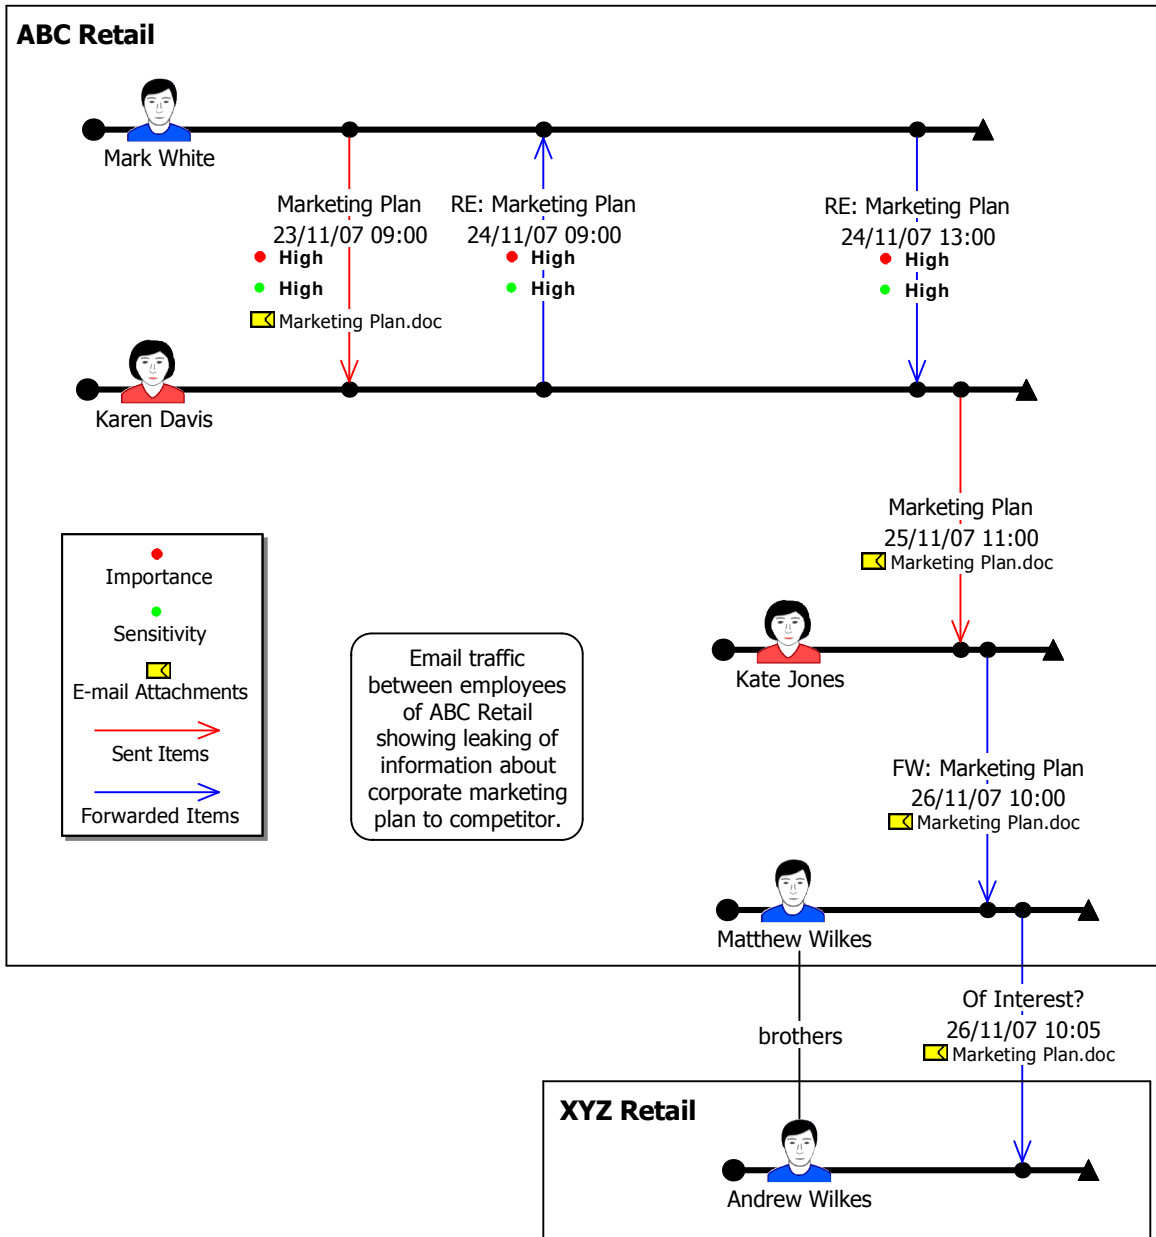 ABC Retail
Mark White
Marketing Plan
23/11/07 09:00
High
High
Marketing Plan.doc
RE: Marketing Plan
24/11/07 09:00
High
High
RE: Marketing Plan
24/11/07 13:00
High
High
Karen Davis
Marketing Plan
25/11/07 11:00
Marketing Plan.doc
Importance
Sensitivity
E-mail Attachments
Sent Items
Forwarded Items
Email traffic
between employees
of ABC Retail
showing leaking of
information about
corporate marketing
plan to competitor.
Kate Jones
FW: Marketing Plan
26/11/07 10:00
Marketing Plan.doc
Matthew Wilkes
brothers
Of Interest?
26/11/07 10:05
Marketing Plan.doc
XYZ Retail
Andrew Wilkes